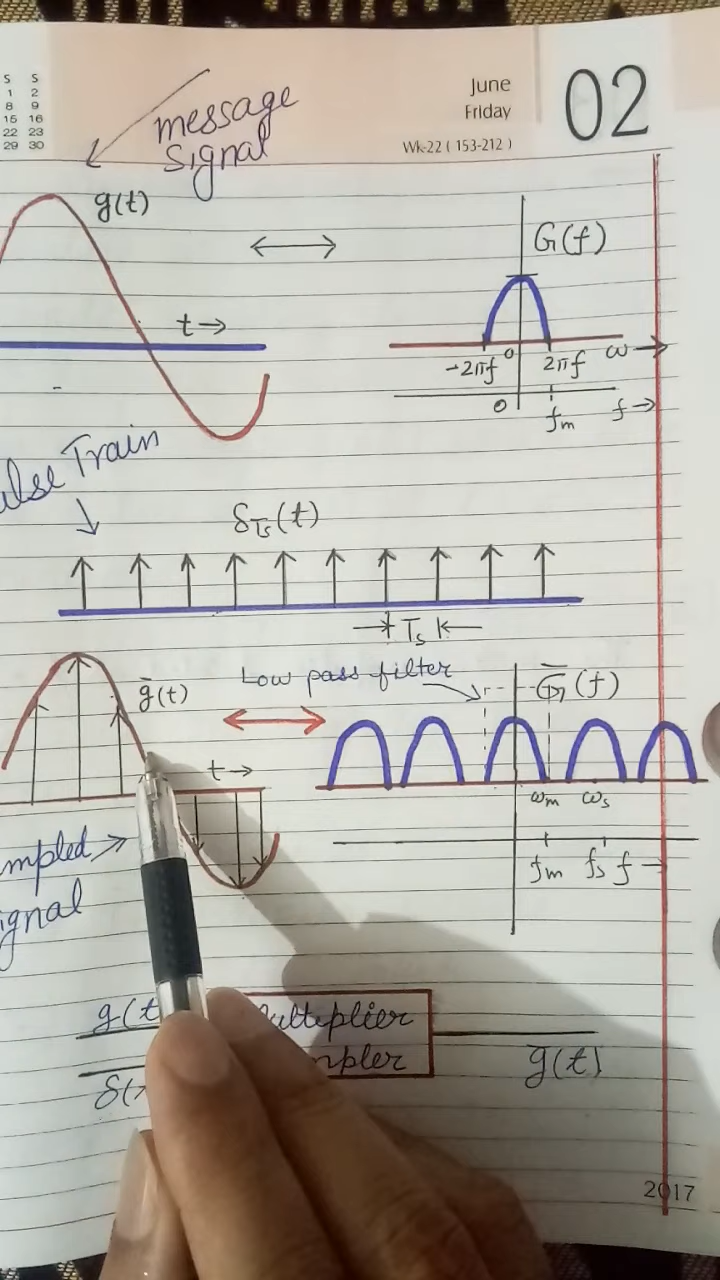 S S
1 2
8 9
15 16
22 23
29 30
June
Friday
Wk-22 ( 153-212 )
02
message
Signal
g(t)
t→
G(f)
-2πf 0 2πf ω→
0 fm f→
Train
δTs(t)
Ts
ḡ(t)
Low pass filter
Ḡ(f)
t→
ωm ωs
fm fs f→
g(t
δ(
ḡ(t)
2017